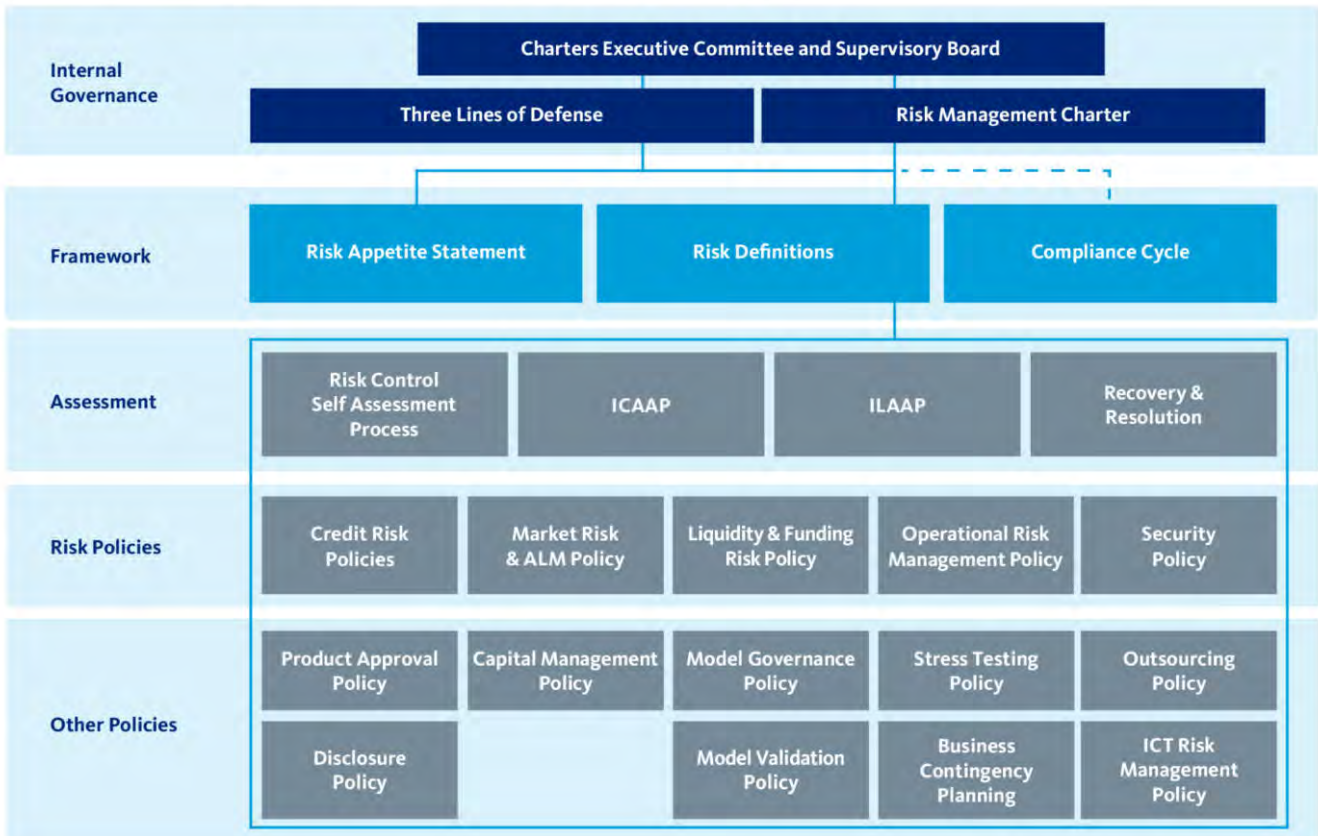 Internal
Governance
Charters Executive Committee and Supervisory Board
Three Lines of Defense
Risk Management Charter
Framework
Risk Appetite Statement
Risk Definitions
Compliance Cycle
Assessment
Risk Control
Self Assessment
Process
ICAAP
ILAAP
Recovery &
Resolution
Risk Policies
Credit Risk
Policies
Market Risk
& ALM Policy
Liquidity & Funding
Risk Policy
Operational Risk
Management Policy
Security
Policy
Other Policies
Product Approval
Policy
Capital Management
Policy
Model Governance
Policy
Stress Testing
Policy
Outsourcing
Policy
Disclosure
Policy
Model Validation
Policy
Business
Contingency
Planning
ICT Risk
Management
Policy